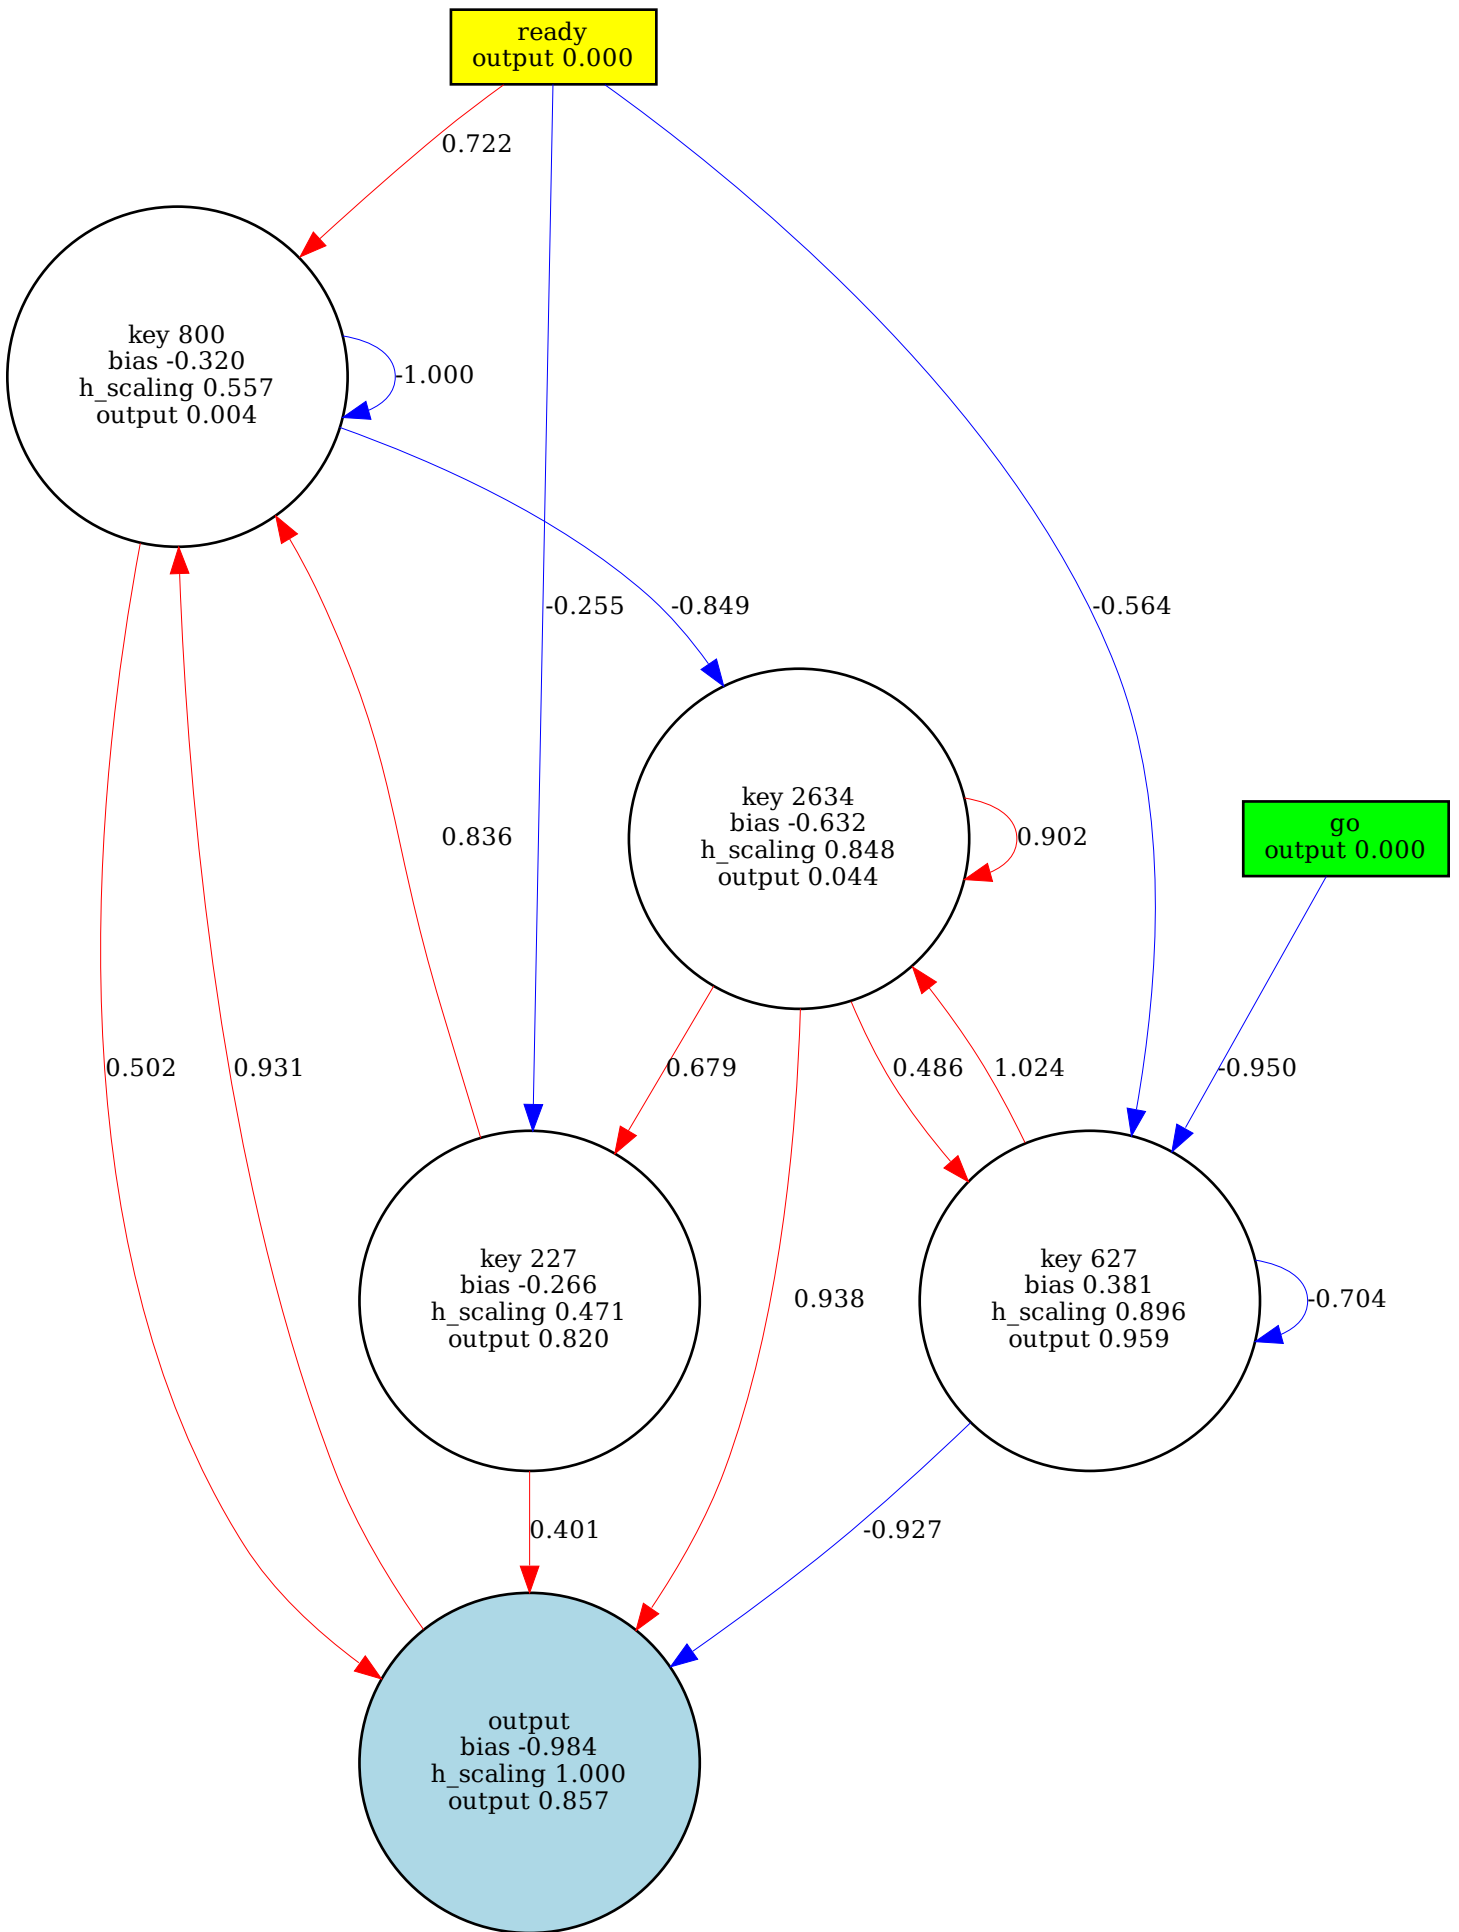 ready
output 0.000
0.722
key 800
bias -0.320
h_scaling 0.557
output 0.004
-1.000
-0.255
-0.849
-0.564
key 2634
bias -0.632
h_scaling 0.848
output 0.044
0.902
go
output 0.000
0.836
0.502
0.931
0.679
0.486
1.024
-0.950
key 227
bias -0.266
h_scaling 0.471
output 0.820
0.938
key 627
bias 0.381
h_scaling 0.896
output 0.959
-0.704
0.401
-0.927
output
bias -0.984
h_scaling 1.000
output 0.857